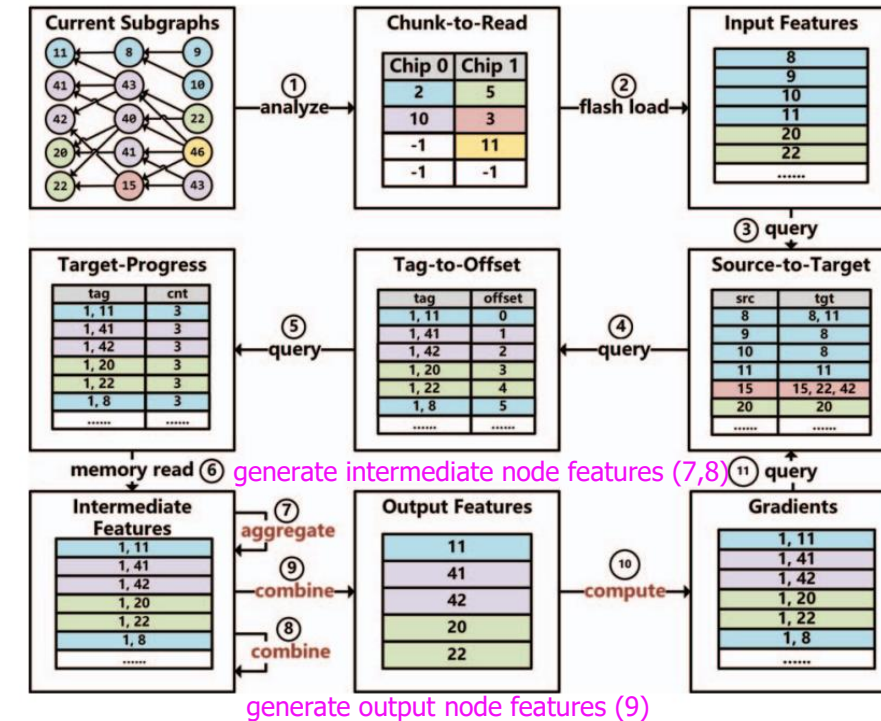 Current Subgraphs
11 8 9
41 43 10
42 40 22
20 41 46
22 15 43
① analyze
Chunk-to-Read
Chip 0 Chip 1
2 5
10 3
-1 11
-1 -1
② flash load
Input Features
8
9
10
11
20
22
......
③ query
Target-Progress
tag cnt
1, 11 3
1, 41 3
1, 42 3
1, 20 3
1, 22 3
1, 8 3
...... ......
⑤ query
Tag-to-Offset
tag offset
1, 11 0
1, 41 1
1, 42 2
1, 20 3
1, 22 4
1, 8 5
...... ......
④ query
Source-to-Target
src tgt
8 8, 11
9 8
10 8
11 11
15 15, 22, 42
20 20
...... ......
memory read ⑥
generate intermediate node features (7,8)
⑪ query
Intermediate
Features
1, 11
1, 41
1, 42
1, 20
1, 22
1, 8
......
⑦
aggregate
⑨
combine
⑧
combine
Output Features
11
41
42
20
22
⑩
compute
Gradients
1, 11
1, 41
1, 42
1, 20
1, 22
1, 8
......
generate output node features (9)